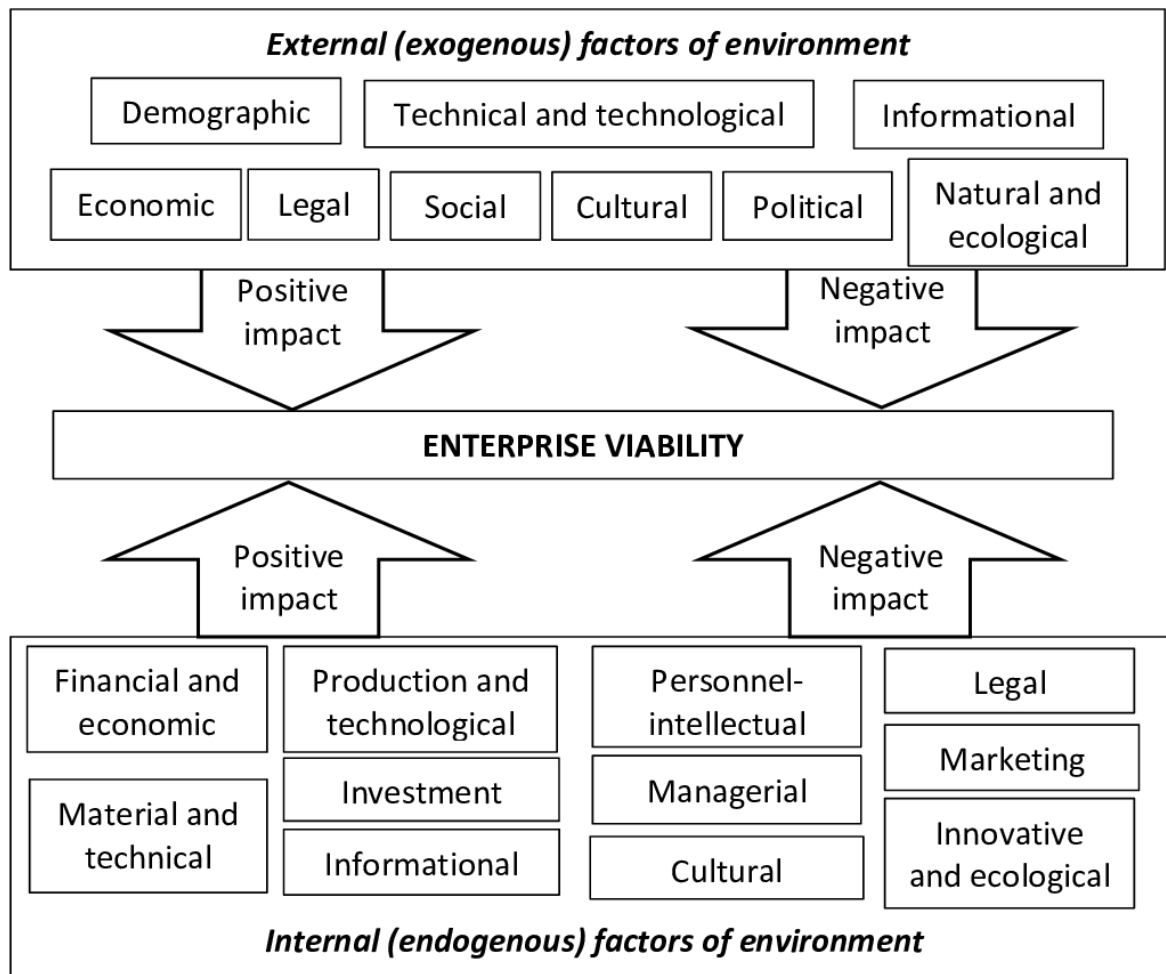 External (exogenous) factors of environment
Demographic
Technical and technological
Informational
Economic
Legal
Social
Cultural
Political
Natural and
ecological
Positive
impact
Negative
impact
ENTERPRISE VIABILITY
Positive
impact
Negative
impact
Financial and
economic
Production and
technological
Personnel-
intellectual
Legal
Marketing
Material and
technical
Investment
Managerial
Informational
Cultural
Innovative
and ecological
Internal (endogenous) factors of environment